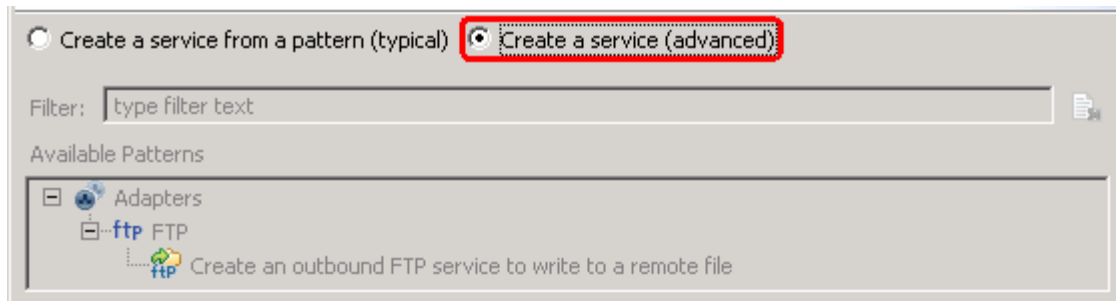 Create a service from a pattern (typical) Create a service (advanced)
Filter: type filter text
Available Patterns
Adapters
ftp FTP
ftp Create an outbound FTP service to write to a remote file